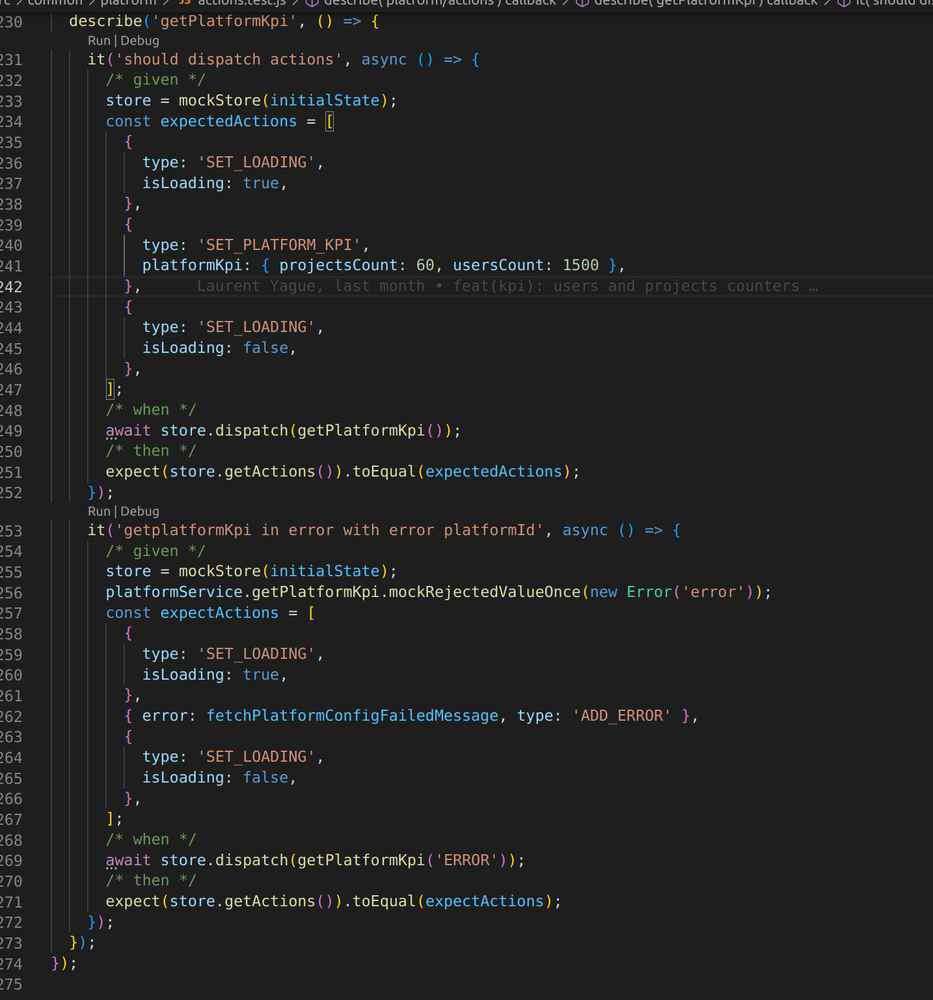 common > platform > JS actions.test.js > describe('platform/actions') callback > describe('getPlatformKpi') callback > it('should
230 describe('getPlatformKpi', () => {
Run | Debug
231 it('should dispatch actions', async () => {
232 /* given */
233 store = mockStore(initialState);
234 const expectedActions = [
235 {
236 type: 'SET_LOADING',
237 isLoading: true,
238 },
239 {
240 type: 'SET_PLATFORM_KPI',
241 platformKpi: { projectsCount: 60, usersCount: 1500 },
242 }, Laurent Yague, last month • feat(kpi): users and projects counters …
243 {
244 type: 'SET_LOADING',
245 isLoading: false,
246 },
247 ];
248 /* when */
249 await store.dispatch(getPlatformKpi());
250 /* then */
251 expect(store.getActions()).toEqual(expectedActions);
252 });
Run | Debug
253 it('getplatformKpi in error with error platformId', async () => {
254 /* given */
255 store = mockStore(initialState);
256 platformService.getPlatformKpi.mockRejectedValueOnce(new Error('error'));
257 const expectActions = [
258 {
259 type: 'SET_LOADING',
260 isLoading: true,
261 },
262 { error: fetchPlatformConfigFailedMessage, type: 'ADD_ERROR' },
263 {
264 type: 'SET_LOADING',
265 isLoading: false,
266 },
267 ];
268 /* when */
269 await store.dispatch(getPlatformKpi('ERROR'));
270 /* then */
271 expect(store.getActions()).toEqual(expectActions);
272 });
273 });
274 });
275